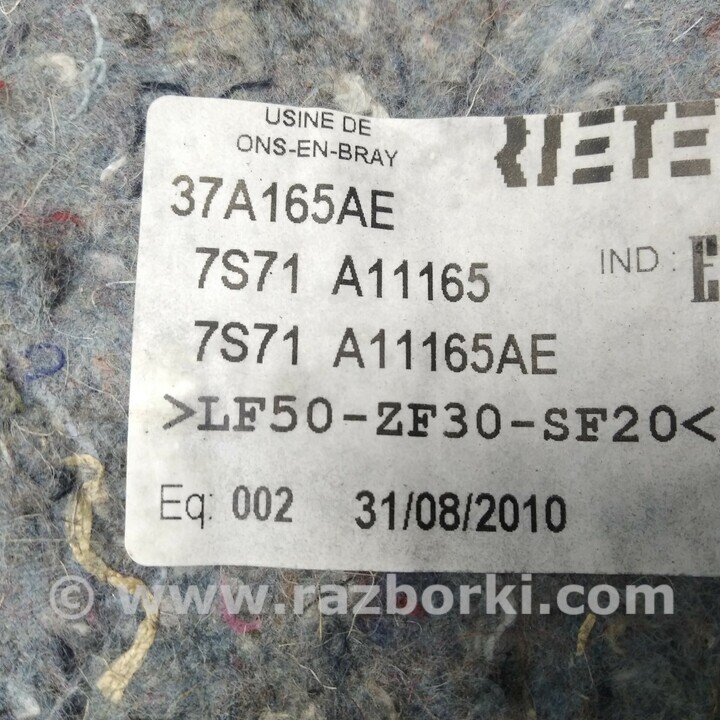 USINE DE
ONS-EN-BRAY
RIETE
37A165AE
7S71 A11165
IND : E
7S71 A11165AE
>LF50-ZF30-SF20<
Eq: 002 31/08/2010
© www.razborki.com